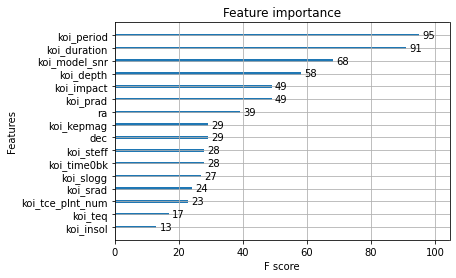 Feature importance
Features
koi_period 95
koi_duration 91
koi_model_snr 68
koi_depth 58
koi_impact 49
koi_prad 49
ra 39
koi_kepmag 29
dec 29
koi_steff 28
koi_time0bk 28
koi_slogg 27
koi_srad 24
koi_tce_plnt_num 23
koi_teq 17
koi_insol 13
0 20 40 60 80 100
F score